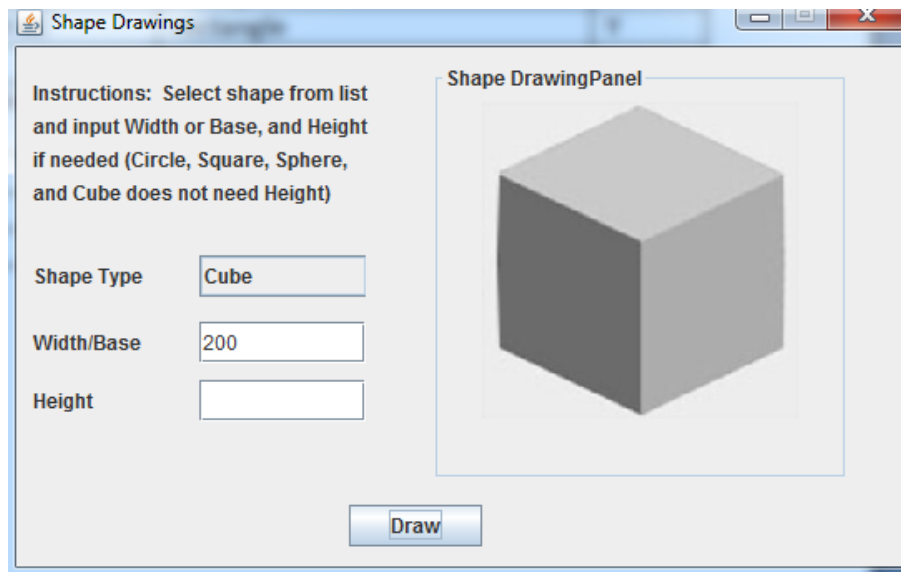 Shape Drawings
Instructions:  Select shape from list
and input Width or Base, and Height
if needed (Circle, Square, Sphere,
and Cube does not need Height)
Shape DrawingPanel
Shape Type
Cube
Width/Base
200
Height
Draw